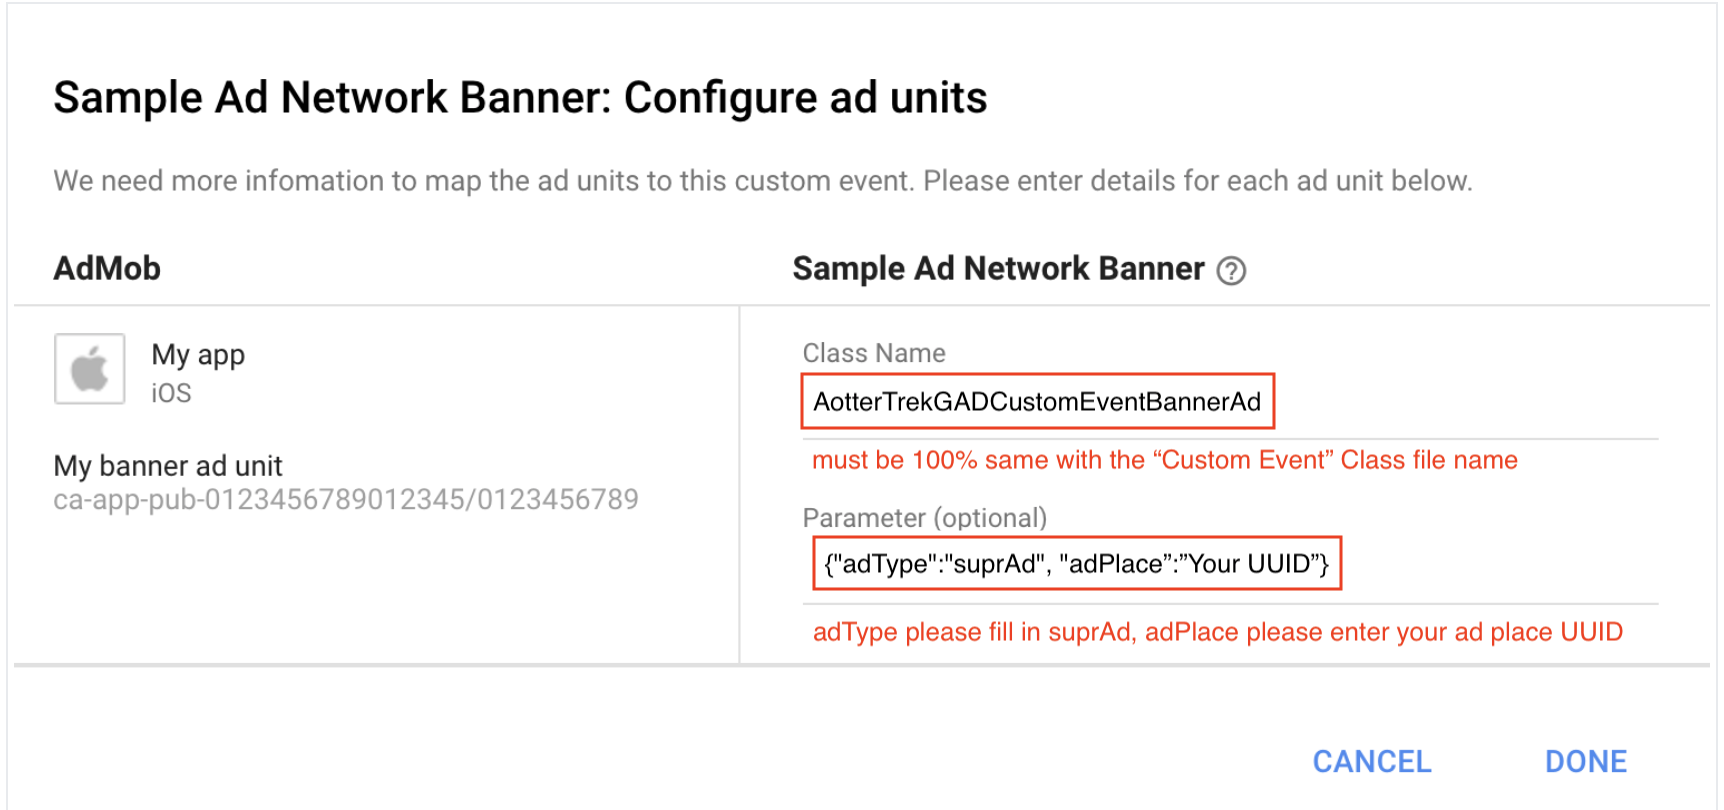 Sample Ad Network Banner: Configure ad units
We need more infomation to map the ad units to this custom event. Please enter details for each ad unit below.
AdMob
Sample Ad Network Banner ?
My app
iOS
My banner ad unit
ca-app-pub-0123456789012345/0123456789
Class Name
AotterTrekGADCustomEventBannerAd
must be 100% same with the “Custom Event” Class file name
Parameter (optional)
{"adType":"suprAd", "adPlace”:”Your UUID”}
adType please fill in suprAd, adPlace please enter your ad place UUID
CANCEL
DONE